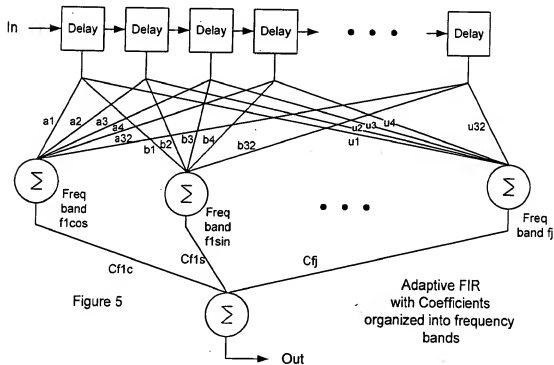 In
Delay
Delay
Delay
Delay
Delay
a1
a2
a3
a4
a32
b1
b2
b3
b4
b32
u1
u2
u3
u4
u32
Σ
Freq
band
f1cos
Σ
Freq
band
f1sin
Σ
Freq
band fj
Cf1c
Cf1s
Cfj
Figure 5
Σ
Out
Adaptive FIR
with Coefficients
organized into frequency
bands